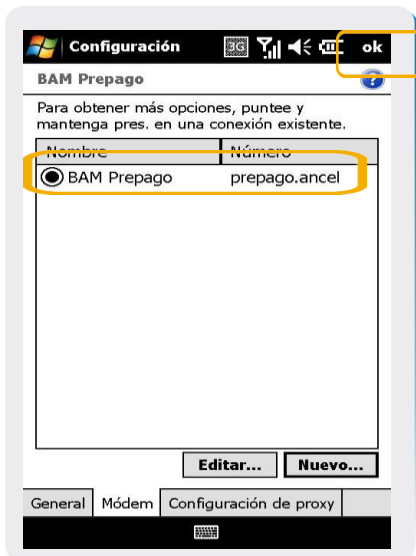 Configuración 3G ok
BAM Prepago ?
Para obtener más opciones, puntee y
mantenga pres. en una conexión existente.
Nombre Número
BAM Prepago prepago.ancel
Editar... Nuevo...
General Módem Configuración de proxy